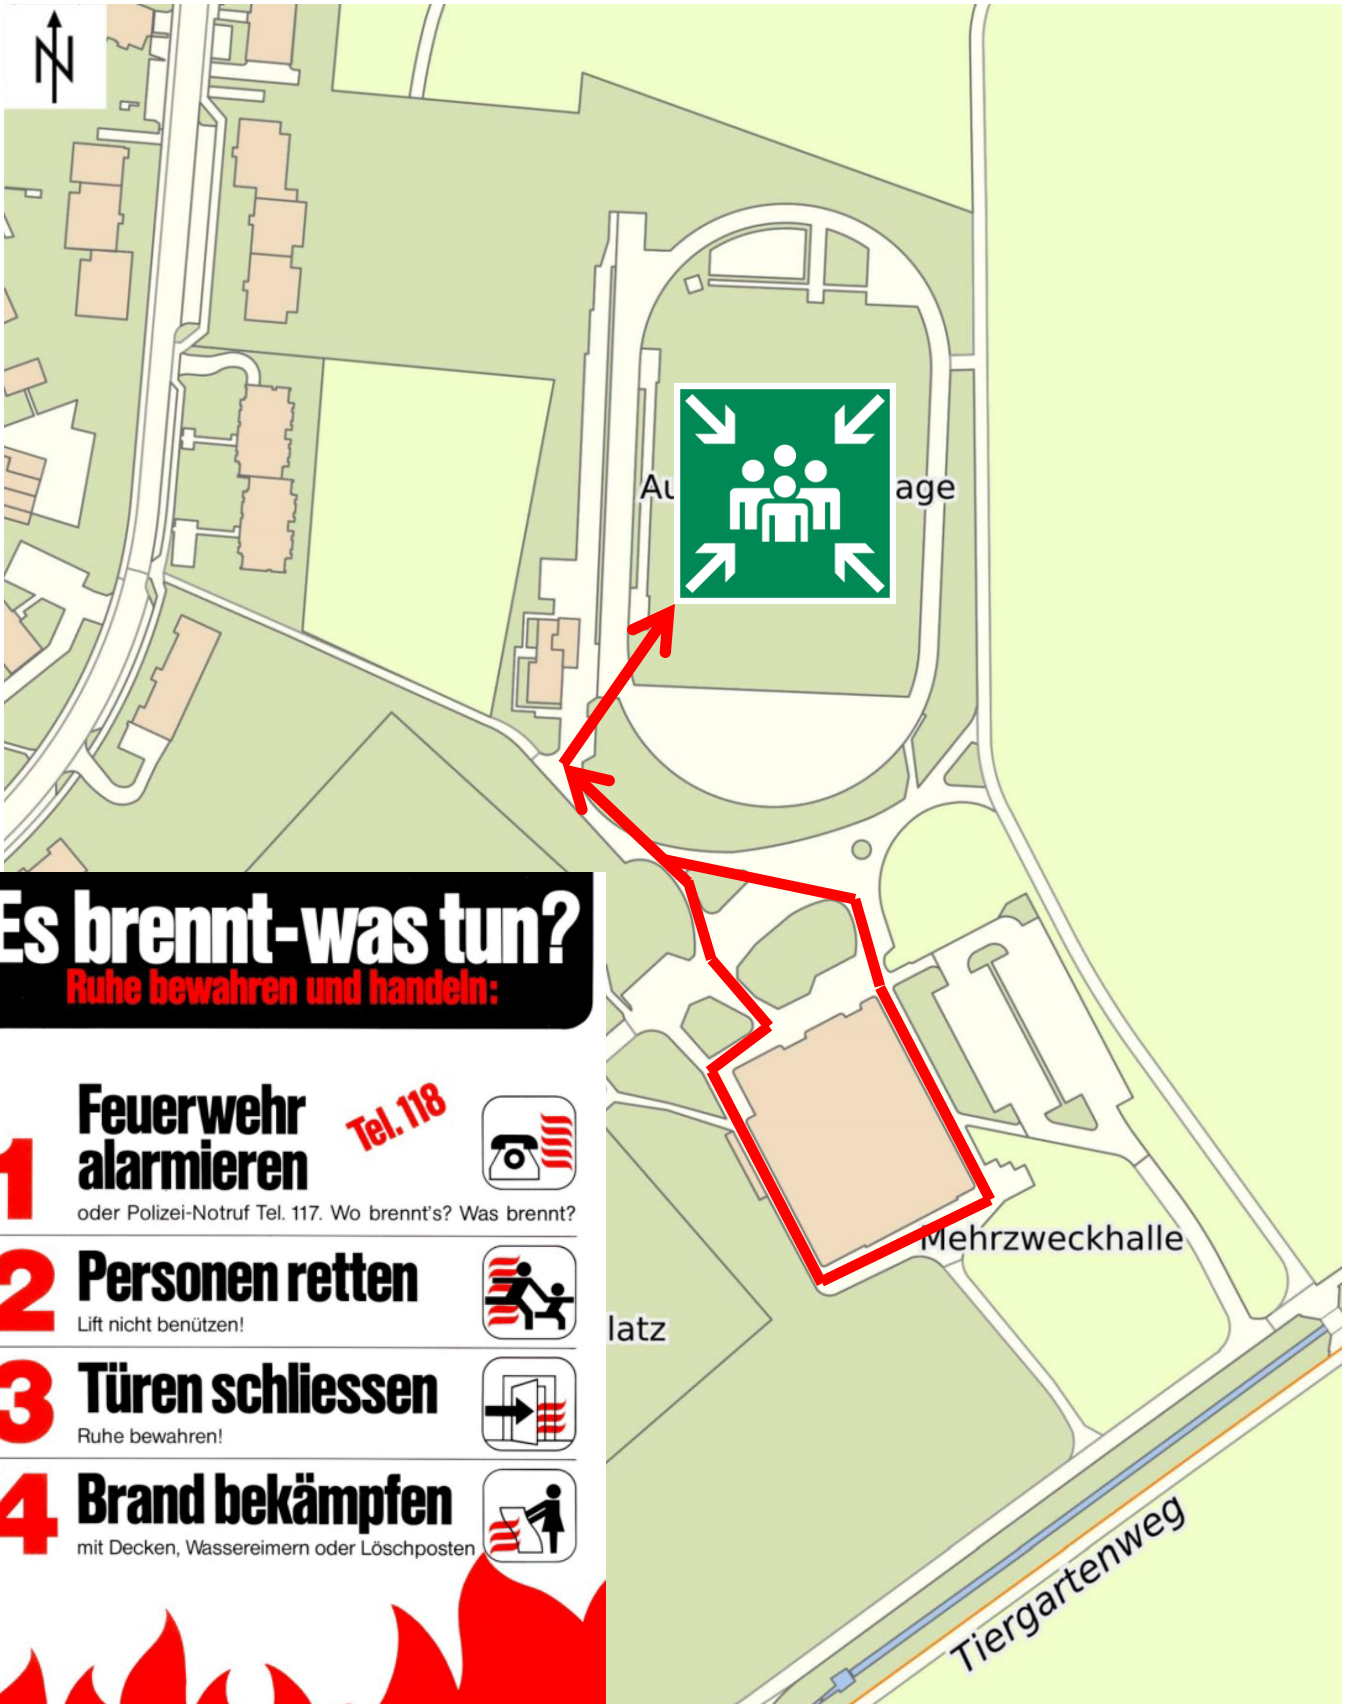 N
Au
age
Es brennt-was tun?
Ruhe bewahren und handeln:
1
Feuerwehr
alarmieren
Tel. 118
oder Polizei-Notruf Tel. 117. Wo brennt's? Was brennt?
2
Personen retten
Lift nicht benützen!
3
Türen schliessen
Ruhe bewahren!
4
Brand bekämpfen
mit Decken, Wassereimern oder Löschposten
Mehrzweckhalle
latz
Tiergartenweg